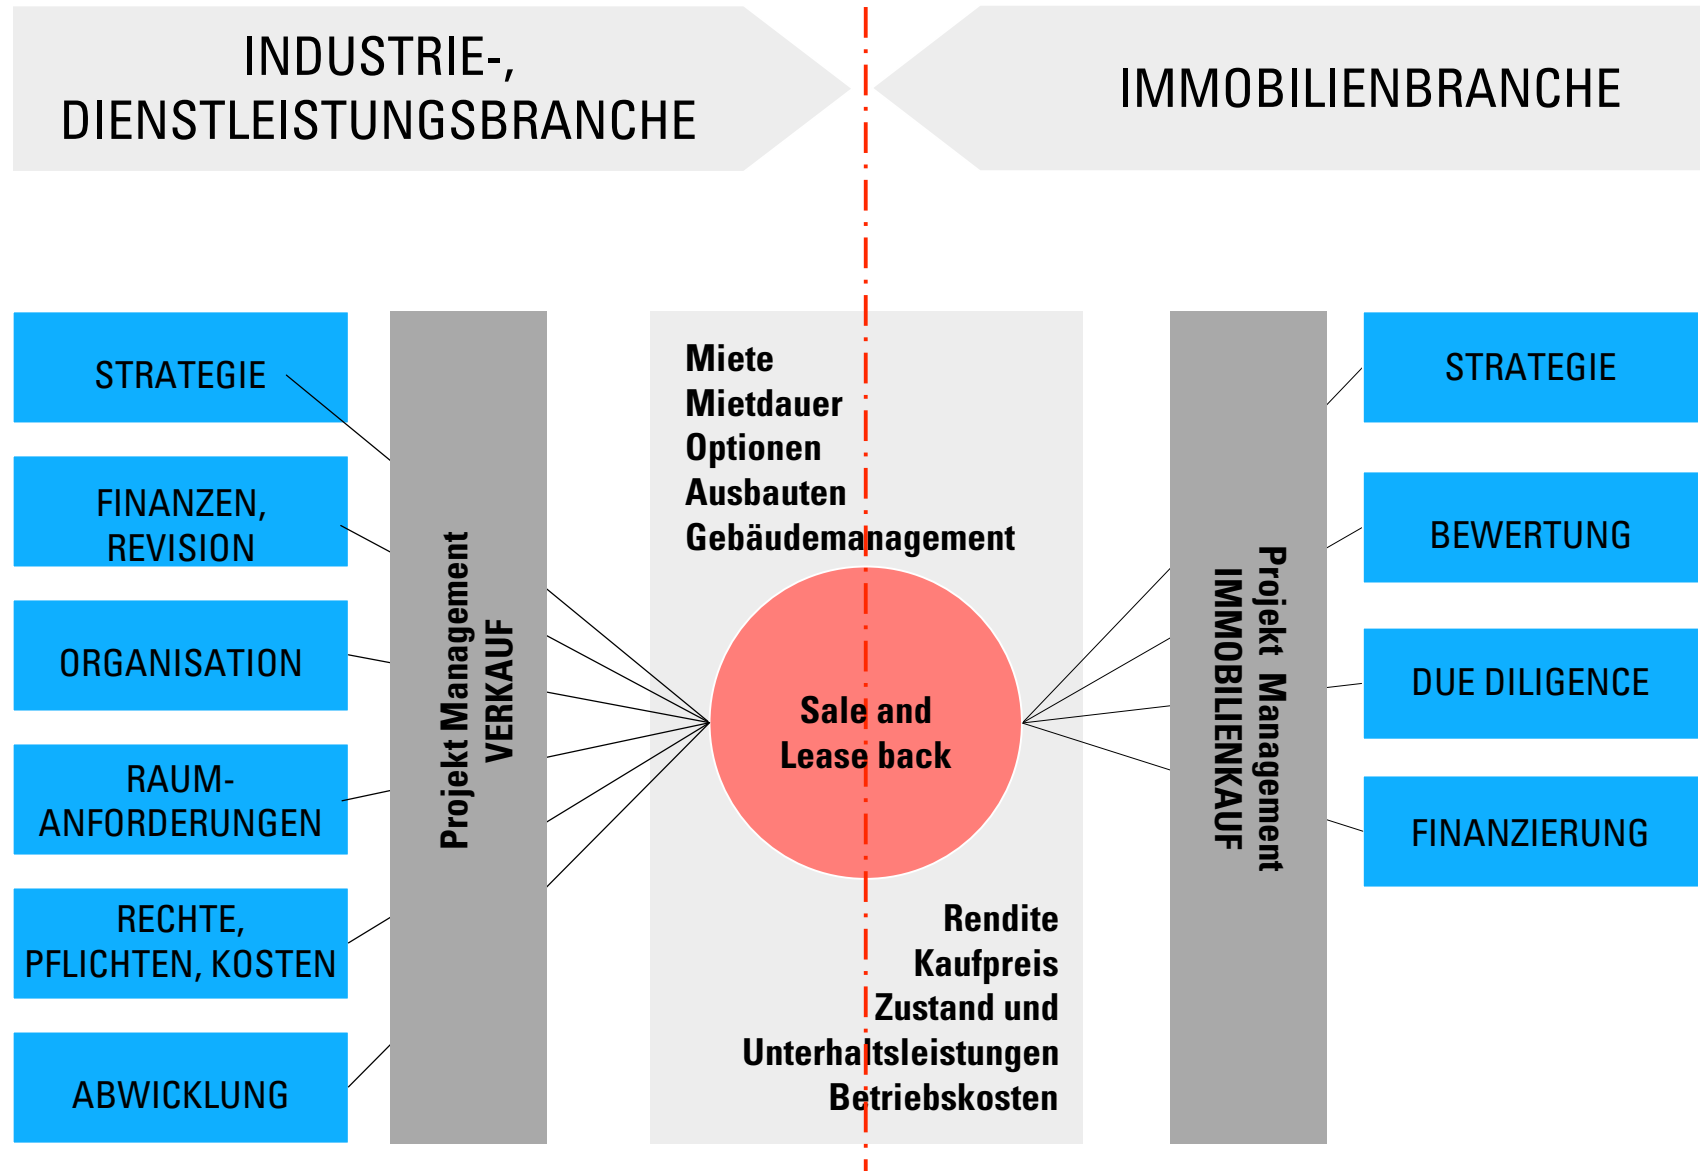 INDUSTRIE-,
DIENSTLEISTUNGSBRANCHE
IMMOBILIENBRANCHE
STRATEGIE
FINANZEN,
REVISION
ORGANISATION
RAUM-
ANFORDERUNGEN
RECHTE,
PFLICHTEN, KOSTEN
ABWICKLUNG
Projekt Management
VERKAUF
Miete
Mietdauer
Optionen
Ausbauten
Gebäudemanagement
Sale and
Lease back
Rendite
Kaufpreis
Zustand und
Unterhaltsleistungen
Betriebskosten
Projekt Management
IMMOBILIENKAUF
STRATEGIE
BEWERTUNG
DUE DILIGENCE
FINANZIERUNG